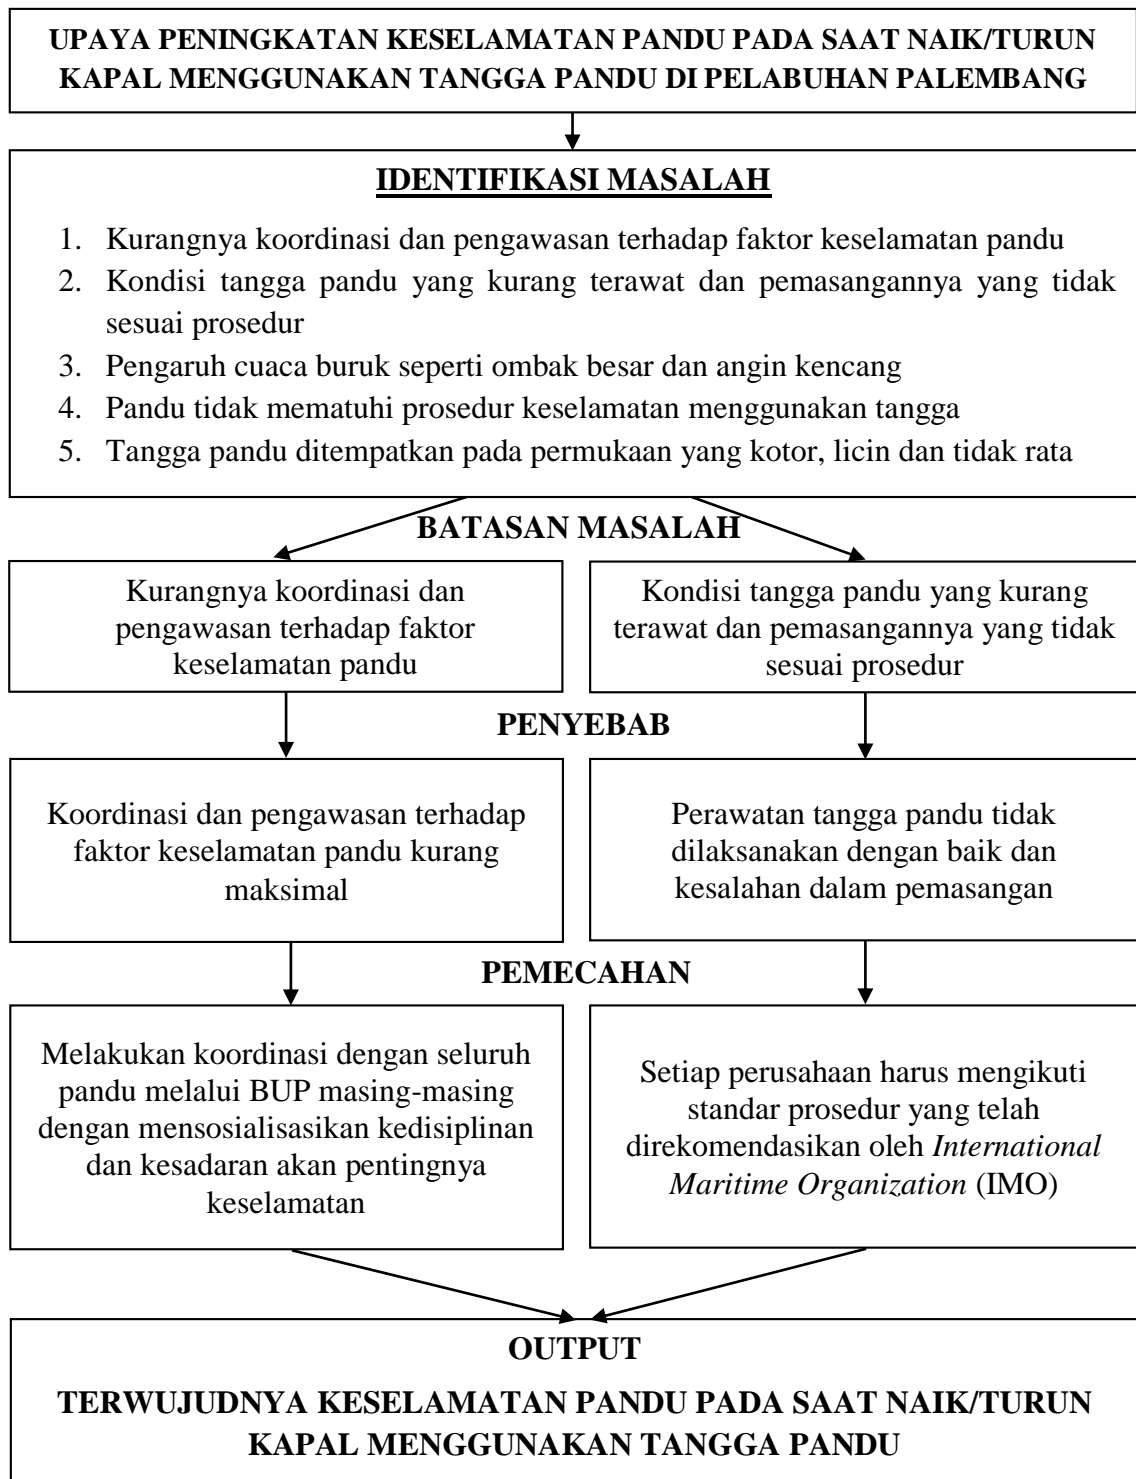 UPAYA PENINGKATAN KESELAMATAN PANDU PADA SAAT NAIK/TURUN
KAPAL MENGGUNAKAN TANGGA PANDU DI PELABUHAN PALEMBANG
IDENTIFIKASI MASALAH
1. Kurangnya koordinasi dan pengawasan terhadap faktor keselamatan pandu
2. Kondisi tangga pandu yang kurang terawat dan pemasangannya yang tidak
sesuai prosedur
3. Pengaruh cuaca buruk seperti ombak besar dan angin kencang
4. Pandu tidak mematuhi prosedur keselamatan menggunakan tangga
5. Tangga pandu ditempatkan pada permukaan yang kotor, licin dan tidak rata
BATASAN MASALAH
Kurangnya koordinasi dan
pengawasan terhadap faktor
keselamatan pandu
Kondisi tangga pandu yang kurang
terawat dan pemasangannya yang tidak
sesuai prosedur
PENYEBAB
Koordinasi dan pengawasan terhadap
faktor keselamatan pandu kurang
maksimal
Perawatan tangga pandu tidak
dilaksanakan dengan baik dan
kesalahan dalam pemasangan
PEMECAHAN
Melakukan koordinasi dengan seluruh
pandu melalui BUP masing-masing
dengan mensosialisasikan kedisiplinan
dan kesadaran akan pentingnya
keselamatan
Setiap perusahaan harus mengikuti
standar prosedur yang telah
direkomendasikan oleh International
Maritime Organization (IMO)
OUTPUT
TERWUJUDNYA KESELAMATAN PANDU PADA SAAT NAIK/TURUN
KAPAL MENGGUNAKAN TANGGA PANDU